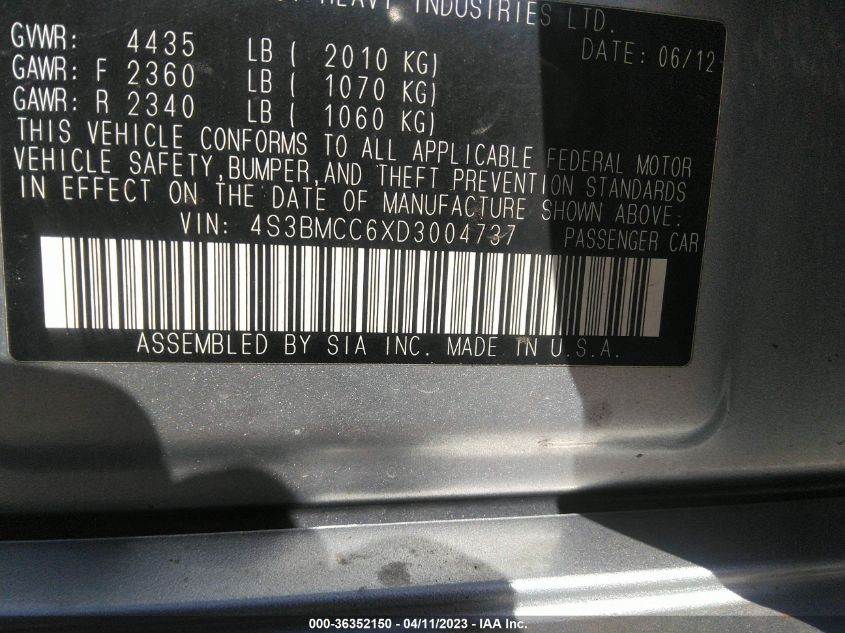 HEAVY INDUSTRIES LTD.
GVWR: 4435 LB ( 2010 KG) DATE: 06/12
GAWR: F 2360 LB ( 1070 KG)
GAWR: R 2340 LB ( 1060 KG)
THIS VEHICLE CONFORMS TO ALL APPLICABLE FEDERAL MOTOR
VEHICLE SAFETY,BUMPER,AND THEFT PREVENTION STANDARDS
IN EFFECT ON THE DATE OF MANUFACTURE SHOWN ABOVE:
VIN: 4S3BMCC6XD3004737 PASSENGER CAR
ASSEMBLED BY SIA INC. MADE IN U.S.A.
000-36352150 - 04/11/2023 - IAA Inc.